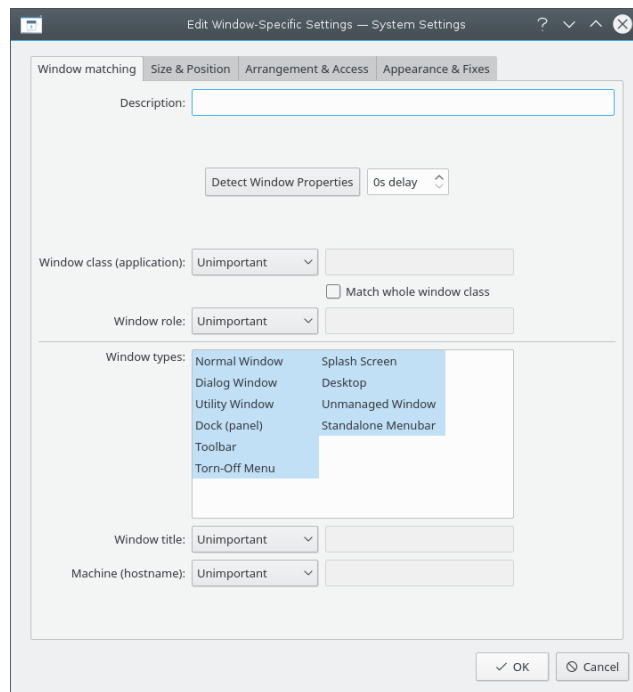 Edit Window-Specific Settings — System Settings
Window matching Size & Position Arrangement & Access Appearance & Fixes
Description:
Detect Window Properties 0s delay
Window class (application): Unimportant
Match whole window class
Window role: Unimportant
Window types: Normal Window Splash Screen
Dialog Window Desktop
Utility Window Unmanaged Window
Dock (panel) Standalone Menubar
Toolbar
Torn-Off Menu
Window title: Unimportant
Machine (hostname): Unimportant
OK Cancel